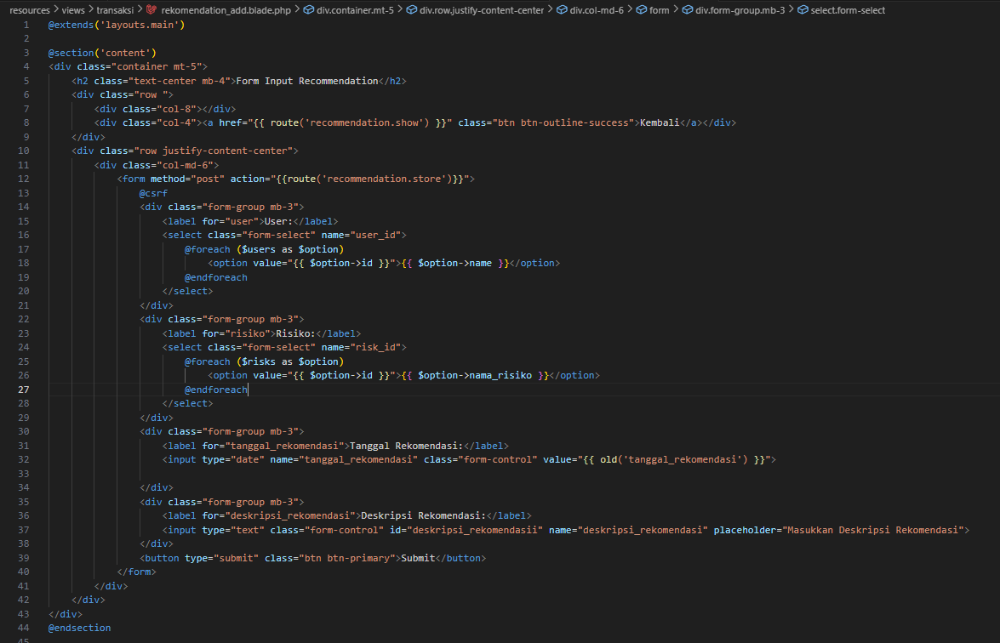 resources > views > transaksi > rekomendation_add.blade.php > div.container.mt-5 > div.row.justify-content-center > div.col-md-6 > form > div.form-group.mb-3 > select.form-select
1 @extends('layouts.main')
2
3 @section('content')
4 <div class="container mt-5">
5 <h2 class="text-center mb-4">Form Input Recommendation</h2>
6 <div class="row ">
7 <div class="col-8"></div>
8 <div class="col-4"><a href="{{ route('recommendation.show') }}" class="btn btn-outline-success">Kembali</a></div>
9 </div>
10 <div class="row justify-content-center">
11 <div class="col-md-6">
12 <form method="post" action="{{route('recommendation.store')}}">
13 @csrf
14 <div class="form-group mb-3">
15 <label for="user">User:</label>
16 <select class="form-select" name="user_id">
17 @foreach ($users as $option)
18 <option value="{{ $option->id }}">{{ $option->name }}</option>
19 @endforeach
20 </select>
21 </div>
22 <div class="form-group mb-3">
23 <label for="risiko">Risiko:</label>
24 <select class="form-select" name="risk_id">
25 @foreach ($risks as $option)
26 <option value="{{ $option->id }}">{{ $option->nama_risiko }}</option>
27 @endforeach
28 </select>
29 </div>
30 <div class="form-group mb-3">
31 <label for="tanggal_rekomendasi">Tanggal Rekomendasi:</label>
32 <input type="date" name="tanggal_rekomendasi" class="form-control" value="{{ old('tanggal_rekomendasi') }}">
33
34 </div>
35 <div class="form-group mb-3">
36 <label for="deskripsi_rekomendasi">Deskripsi Rekomendasi:</label>
37 <input type="text" class="form-control" id="deskripsi_rekomendasii" name="deskripsi_rekomendasi" placeholder="Masukkan Deskripsi Rekomendasi">
38 </div>
39 <button type="submit" class="btn btn-primary">Submit</button>
40 </form>
41 </div>
42 </div>
43 </div>
44 @endsection
45